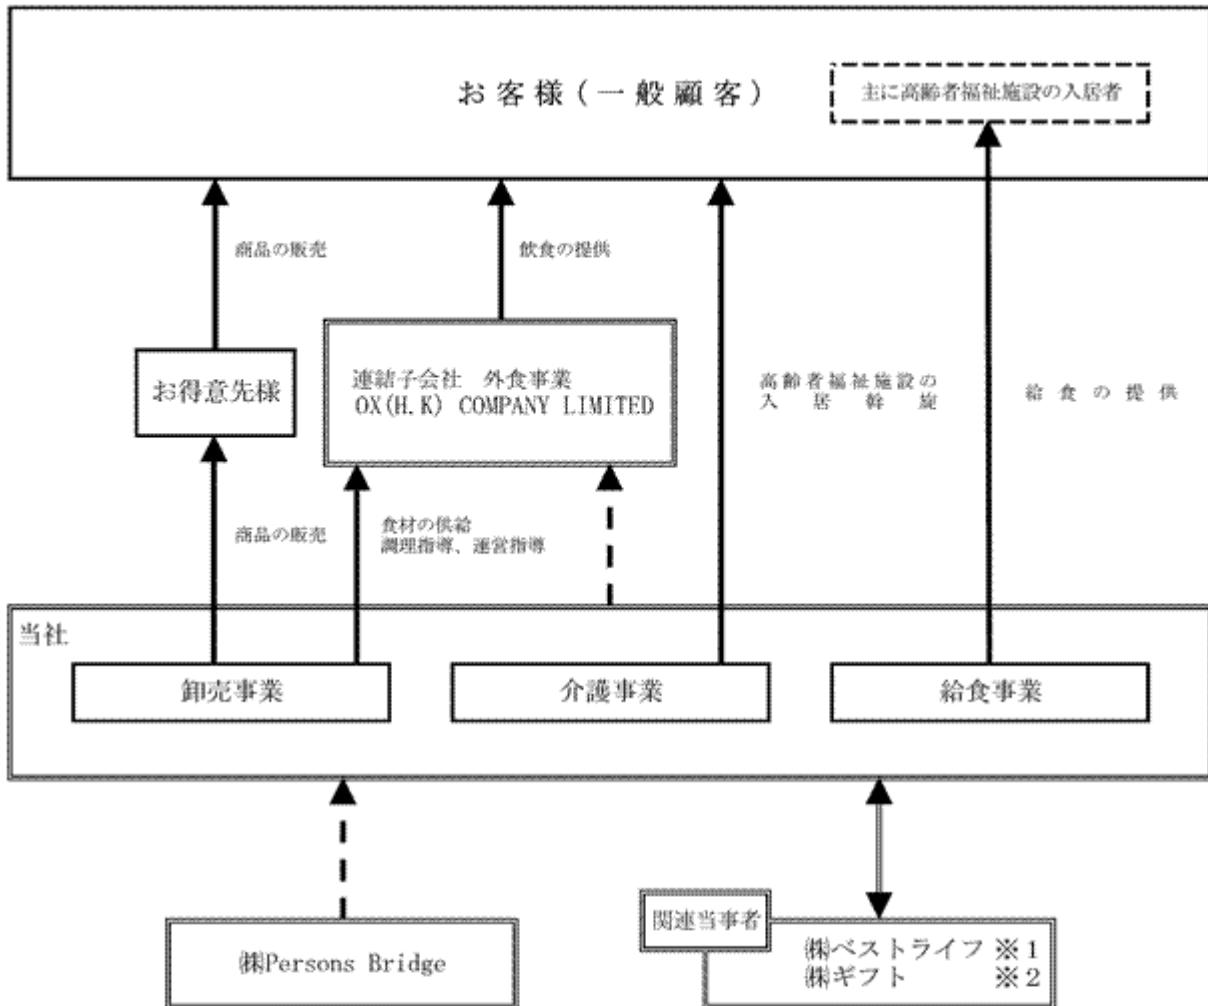 お客様(一般顧客)
主に高齢者福祉施設の入居者
商品の販売
飲食の提供
お得意先様
連結子会社　外食事業
OX(H.K) COMPANY LIMITED
高齢者福祉施設の
入居斡旋
給食の提供
商品の販売
食材の供給
調理指導、運営指導
当社
卸売事業
介護事業
給食事業
㈱Persons Bridge
関連当事者
㈱ベストライフ ※1
㈱ギフト ※2